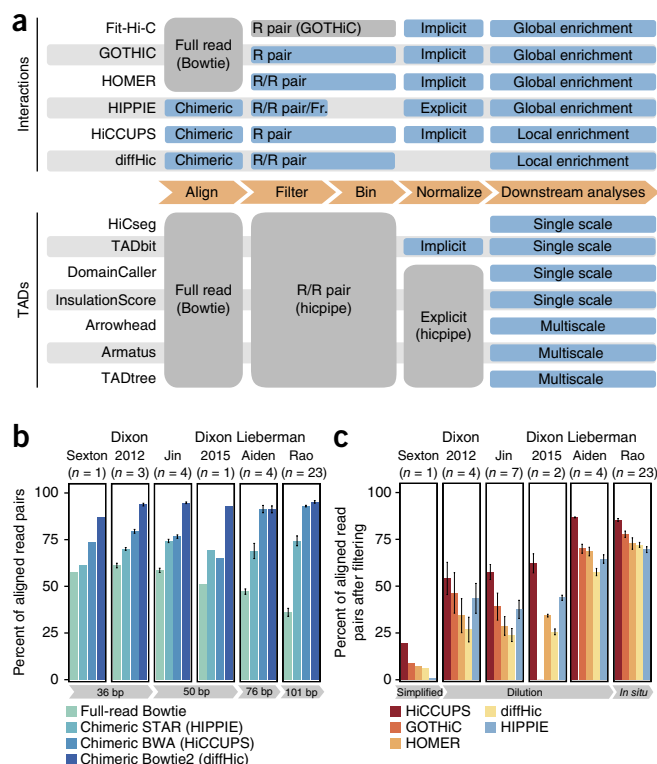 a
Interactions
Fit-Hi-C
GOTHIC
HOMER
HIPPIE
HiCCUPS
diffHic
Full read
(Bowtie)
R pair (GOTHiC)
Implicit
Global enrichment
R pair
Implicit
Global enrichment
R/R pair
Implicit
Global enrichment
Chimeric
R/R pair/Fr.
Explicit
Global enrichment
Chimeric
R pair
Implicit
Local enrichment
Chimeric
R/R pair
Local enrichment
Align
Filter
Bin
Normalize
Downstream analyses
TADs
HiCseg
TADbit
DomainCaller
InsulationScore
Arrowhead
Armatus
TADtree
Full read
(Bowtie)
R/R pair
(hicpipe)
Implicit
Explicit
(hicpipe)
Single scale
Single scale
Single scale
Single scale
Multiscale
Multiscale
Multiscale
b
Percent of aligned read pairs
100
75
50
25
0
Sexton
(n = 1)
Dixon
2012
(n = 3)
Jin
(n = 4)
Dixon
2015
(n = 1)
Lieberman
Aiden
(n = 4)
Rao
(n = 23)
36 bp
50 bp
76 bp
101 bp
Full-read Bowtie
Chimeric STAR (HIPPIE)
Chimeric BWA (HiCCUPS)
Chimeric Bowtie2 (diffHic)
c
Percent of aligned read
pairs after filtering
100
75
50
25
0
Sexton
(n = 1)
Dixon
2012
(n = 4)
Jin
(n = 7)
Dixon
2015
(n = 2)
Lieberman
Aiden
(n = 4)
Rao
(n = 23)
Simplified
Dilution
In situ
HiCCUPS
GOTHiC
HOMER
diffHic
HIPPIE